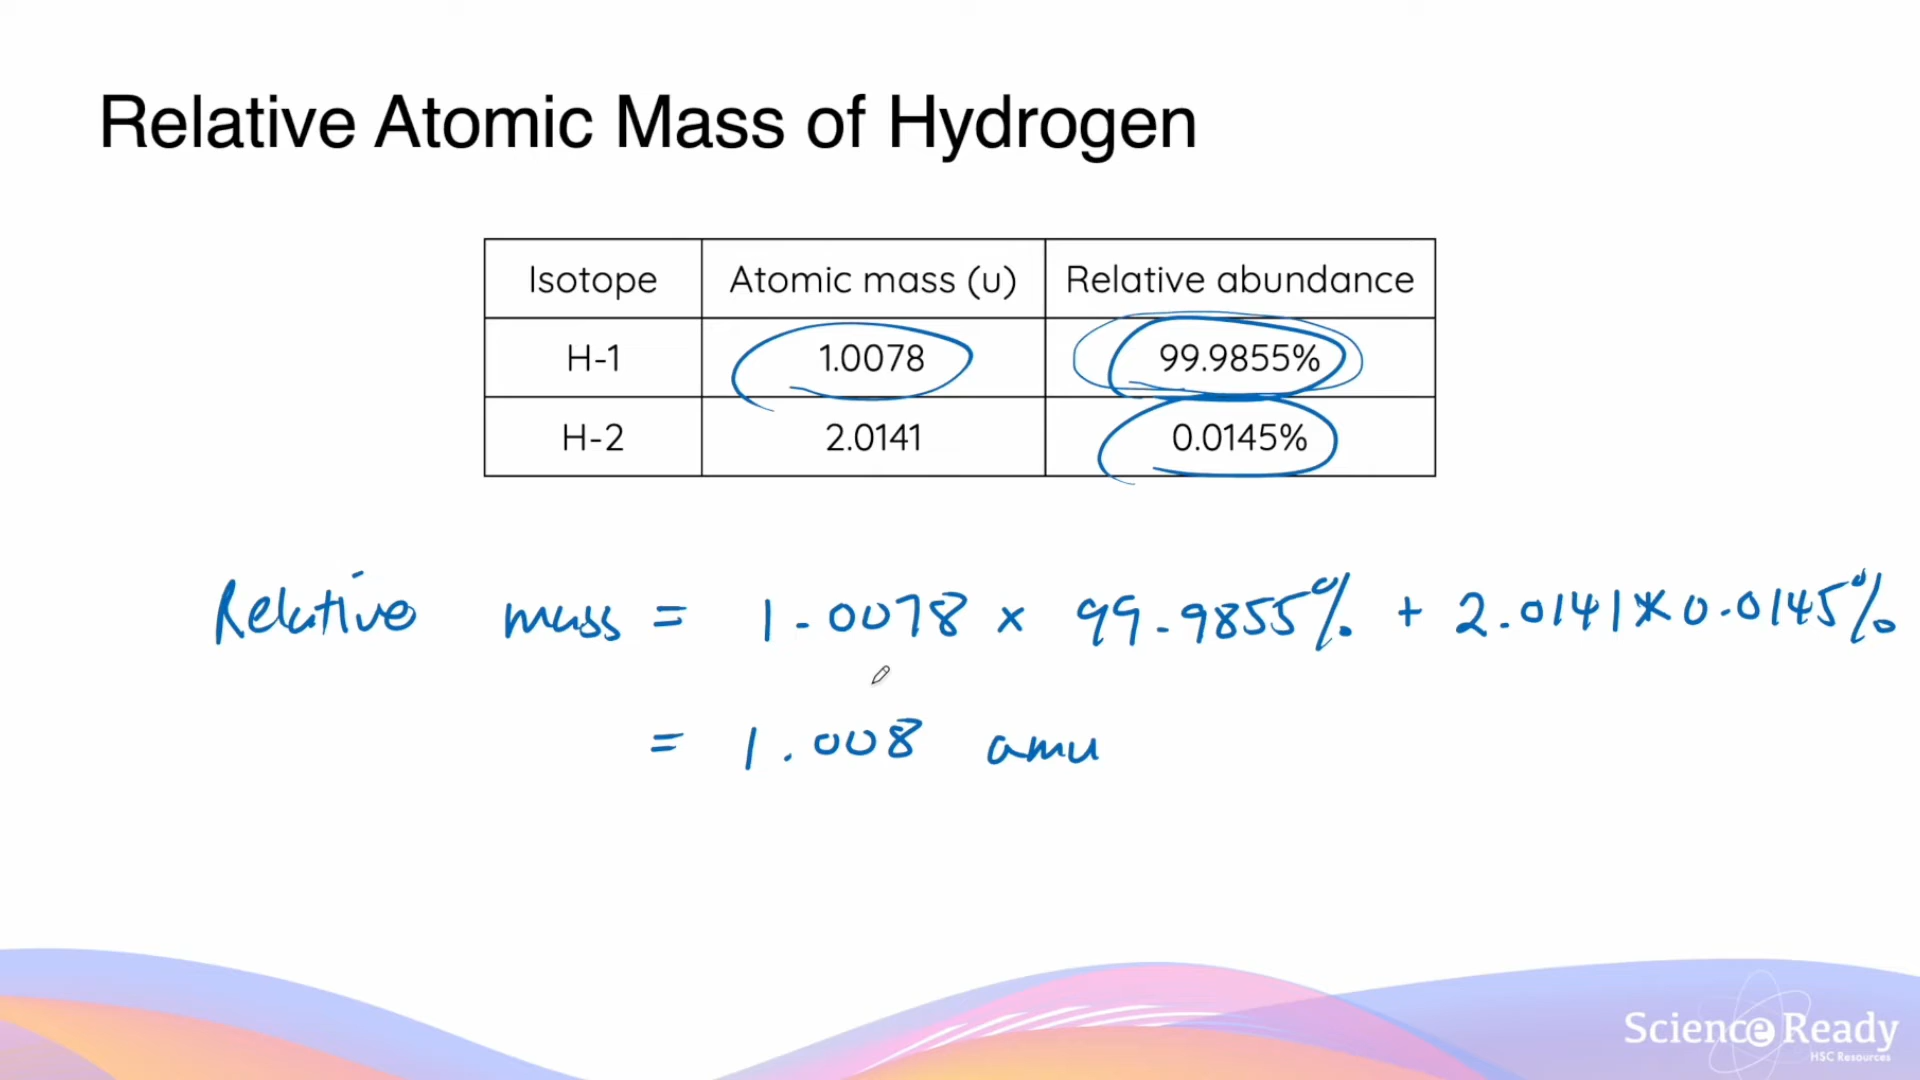 Relative Atomic Mass of Hydrogen
Isotope Atomic mass (u) Relative abundance
H-1 1.0078 99.9855%
H-2 2.0141 0.0145%
Relative mass = 1.0078 × 99.9855% + 2.0141 × 0.0145%
= 1.008 amu
Science Ready
HSC Resources